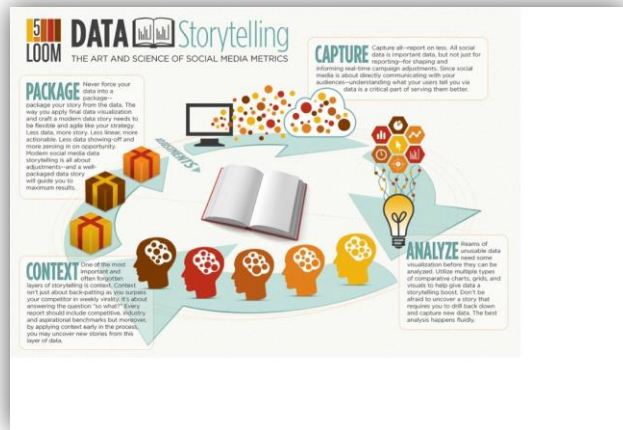 5
LOOM
DATA Storytelling
THE ART AND SCIENCE OF SOCIAL MEDIA METRICS
CAPTURE Capture all—report on less. All social
data is important data, but not just for
reporting—for shaping and
informing real-time campaign adjustments. Since social
media is about directly communicating with your
audiences—understanding what your users tell you via
data is a critical part of serving them better.
PACKAGE Never force your
data into a
package—
package your story from the data. The
way you apply final data visualization
and craft a modern data story needs to
be flexible and agile like your strategy.
Less data, more story. Less linear, more
actionable. Less data showing-off and
more zeroing in on opportunity.
Modern social media data
storytelling is all about
adjustments—and a well-
packaged data story
will guide you to
maximum results.
ADJUSTMENTS
ANALYZE Reams of
unusable data
need some
visualization before they can be
analyzed. Utilize multiple types
of comparative charts, grids, and
visuals to help give data a
storytelling boost. Don't be
afraid to uncover a story that
requires you to drill back down
and capture new data. The best
analysis happens fluidly.
CONTEXT One of the most
important and
often forgotten
layers of storytelling is context. Context
isn't just about back-patting as you surpass
your competitor in weekly virality. It's about
answering the question "so what?" Every
report should include competitive, industry
and aspirational benchmarks but moreover,
by applying context early in the process,
you may uncover new stories from this
layer of data.